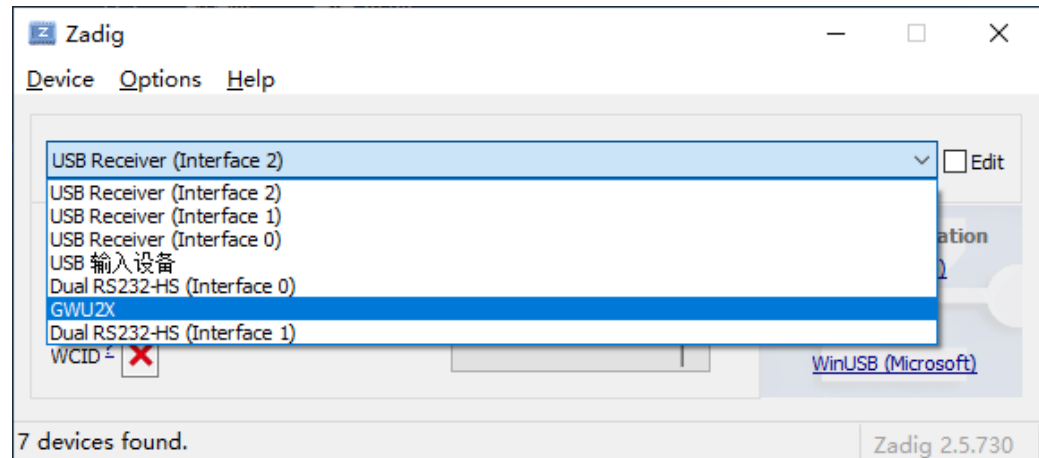 Zadig
Device Options Help
USB Receiver (Interface 2)
Edit
USB Receiver (Interface 2)
USB Receiver (Interface 1)
USB Receiver (Interface 0)
USB 输入设备
Dual RS232-HS (Interface 0)
GWU2X
Dual RS232-HS (Interface 1)
WCID ?
WinUSB (Microsoft)
7 devices found.
Zadig 2.5.730